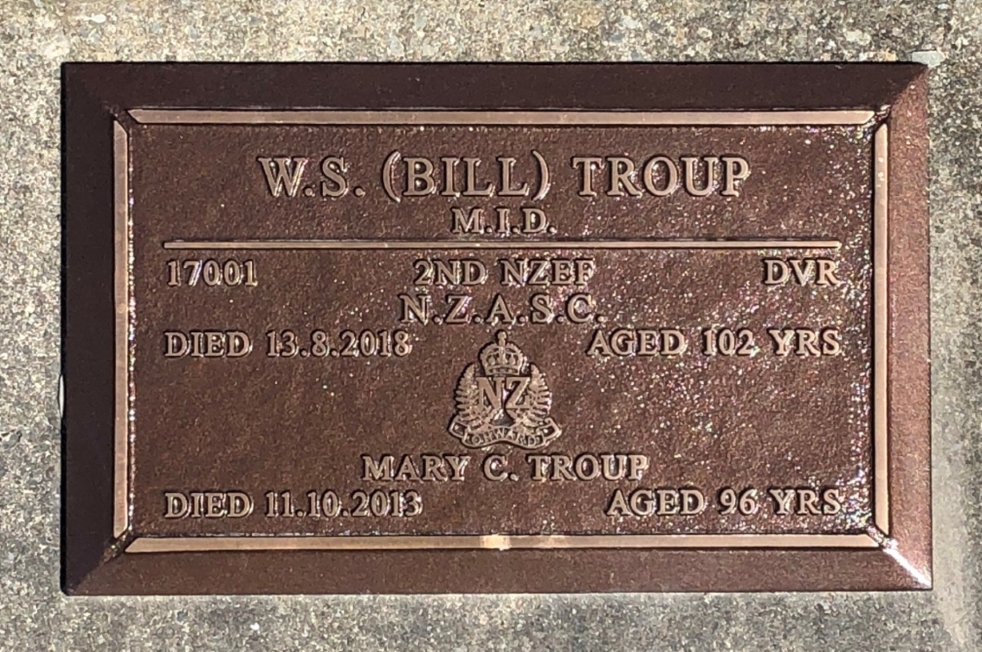 W.S. (BILL) TROUP
M.I.D.
17001 2ND NZEF DVR
N.Z.A.S.C.
DIED 13.8.2018 AGED 102 YRS
NZ
ONWARD
MARY C. TROUP
DIED 11.10.2013 AGED 96 YRS